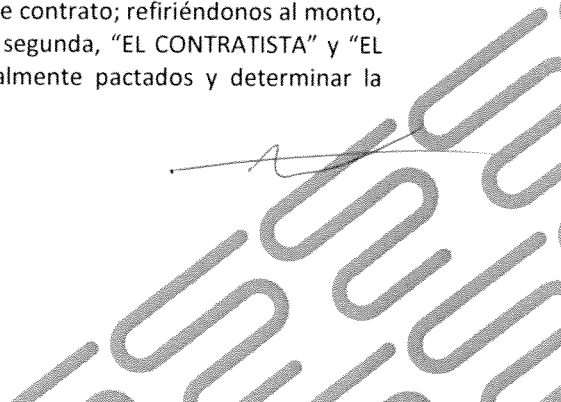 e contrato; refiriéndonos al monto,
segunda, “EL CONTRATISTA” y “EL
almente pactados y determinar la